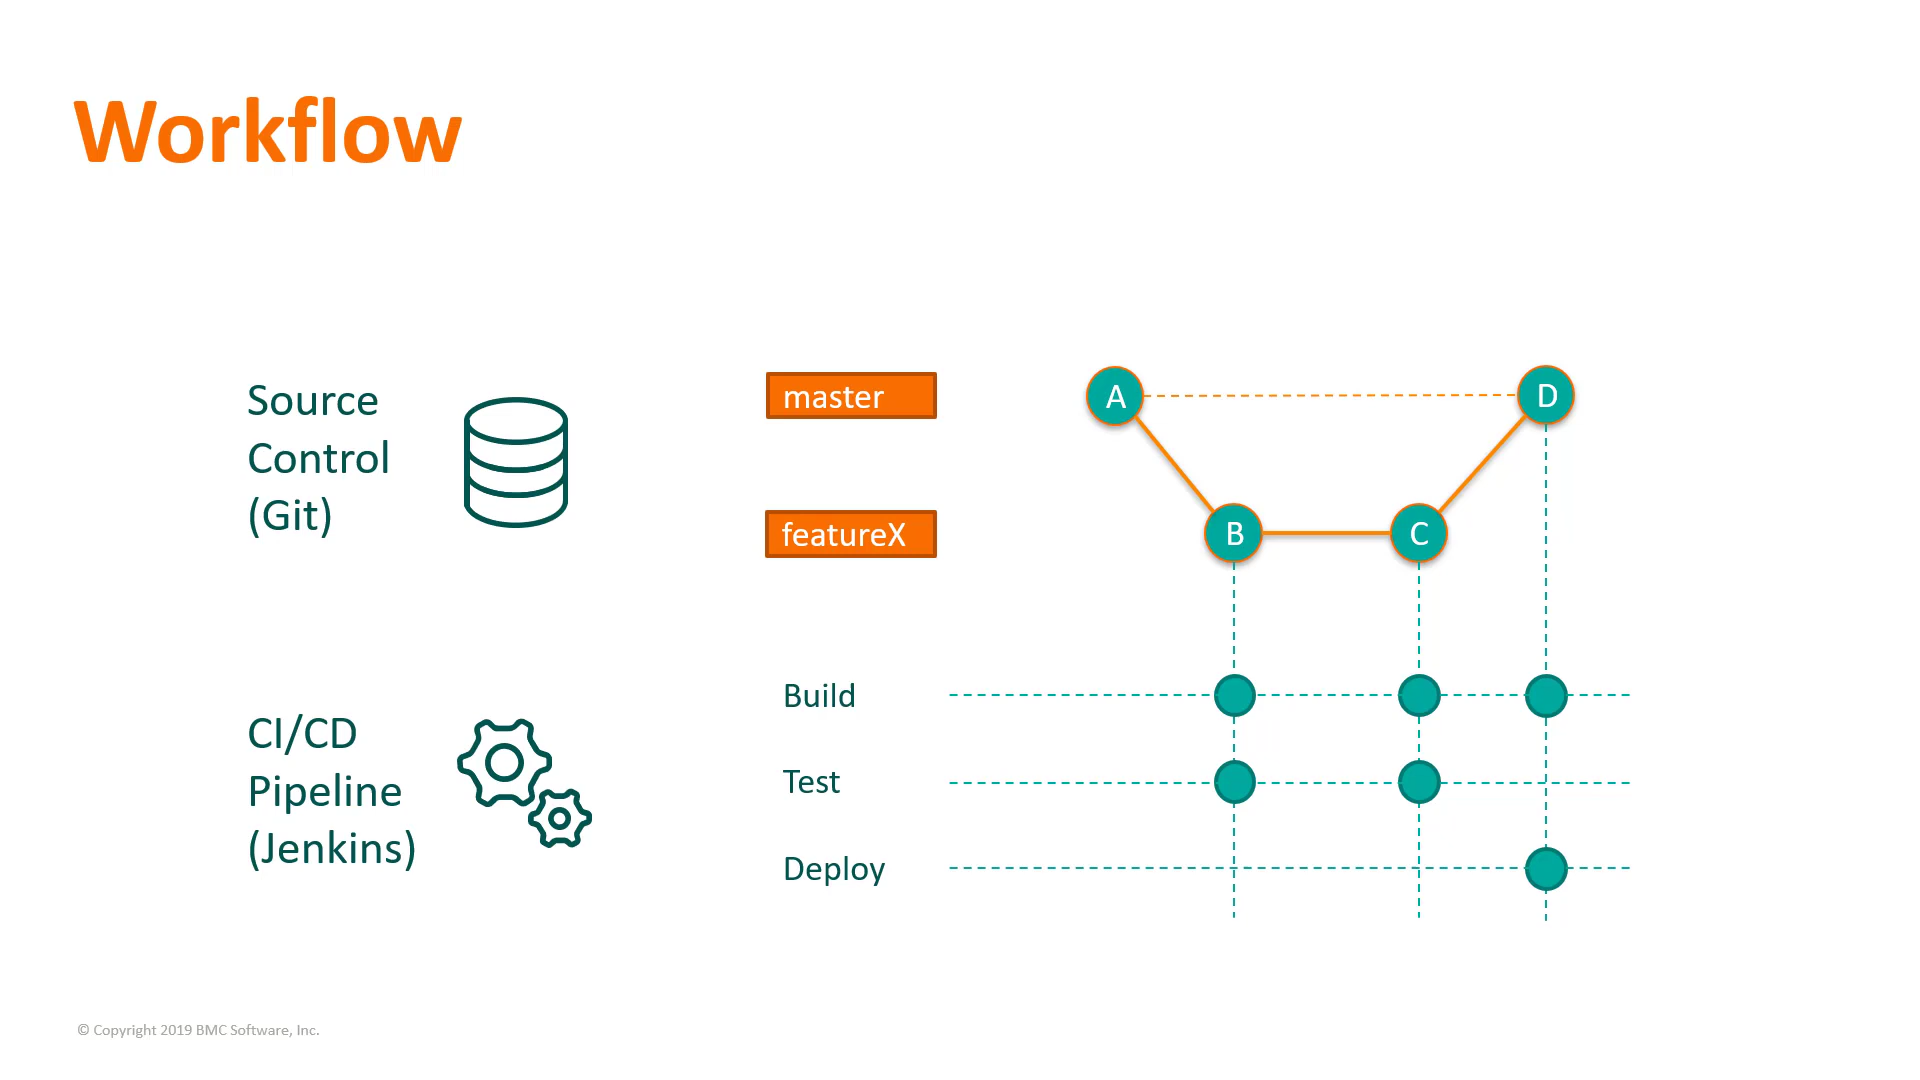 Workflow
Source
Control
(Git)
master
featureX
A
D
B
C
CI/CD
Pipeline
(Jenkins)
Build
Test
Deploy
© Copyright 2019 BMC Software, Inc.